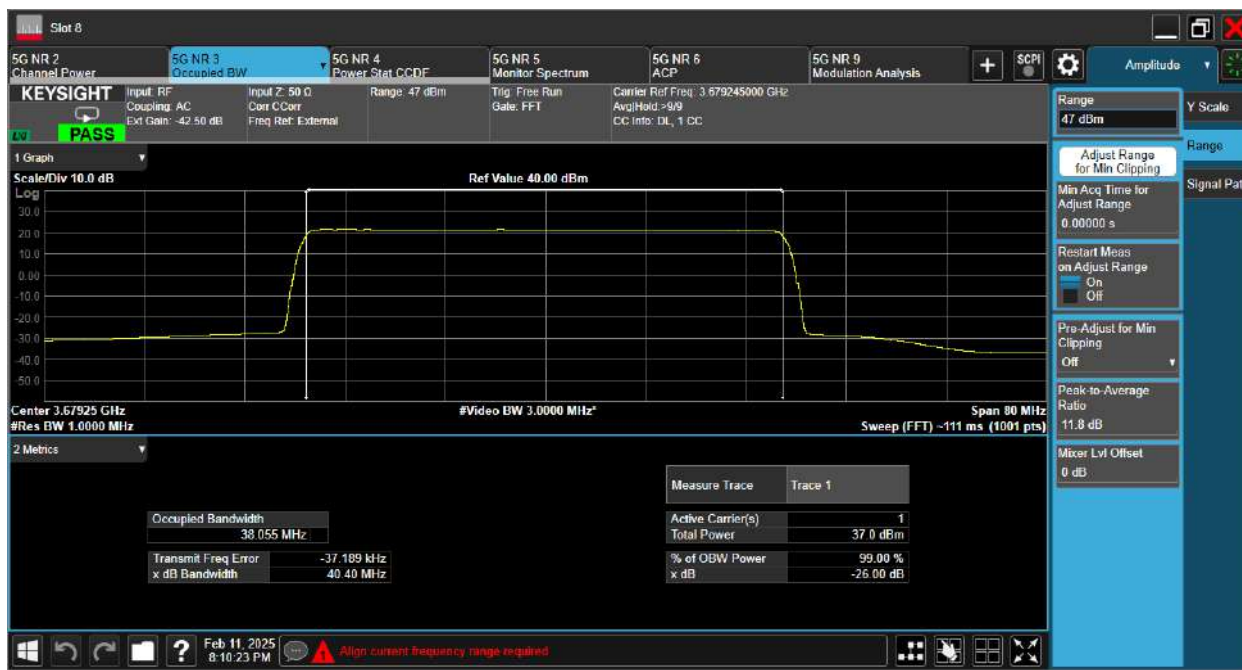 Slot 8
5G NR 2
Channel Power
5G NR 3
Occupied BW
5G NR 4
Power Stat CCDF
5G NR 5
Monitor Spectrum
5G NR 6
ACP
5G NR 9
Modulation Analysis
SCPI
Amplitude
KEYSIGHT
PASS
Input: RF
Coupling: AC
Ext Gain: -42.50 dB
Input Z: 50 Ω
Corr CCorr
Freq Ref: External
Range: 47 dBm
Trig: Free Run
Gate: FFT
Carrier Ref Freq: 3.679245000 GHz
Avg|Hold:>9/9
CC Info: DL, 1 CC
1 Graph
Scale/Div 10.0 dB
Ref Value 40.00 dBm
Log
30.0
20.0
10.0
0.00
-10.0
-20.0
-30.0
-40.0
-50.0
Center 3.67925 GHz
#Video BW 3.0000 MHz*
Span 80 MHz
#Res BW 1.0000 MHz
Sweep (FFT) ~111 ms (1001 pts)
2 Metrics
Measure Trace
Trace 1
Occupied Bandwidth
38.055 MHz
Active Carrier(s) 1
Total Power 37.0 dBm
Transmit Freq Error -37.189 kHz
x dB Bandwidth 40.40 MHz
% of OBW Power 99.00 %
x dB -26.00 dB
Range
47 dBm
Adjust Range
for Min Clipping
Min Acq Time for
Adjust Range
0.00000 s
Restart Meas
on Adjust Range
On
Off
Pre-Adjust for Min
Clipping
Off
Peak-to-Average
Ratio
11.8 dB
Mixer Lvl Offset
0 dB
Y Scale
Range
Signal Pat
?
Feb 11, 2025
8:10:23 PM
Align current frequency range required